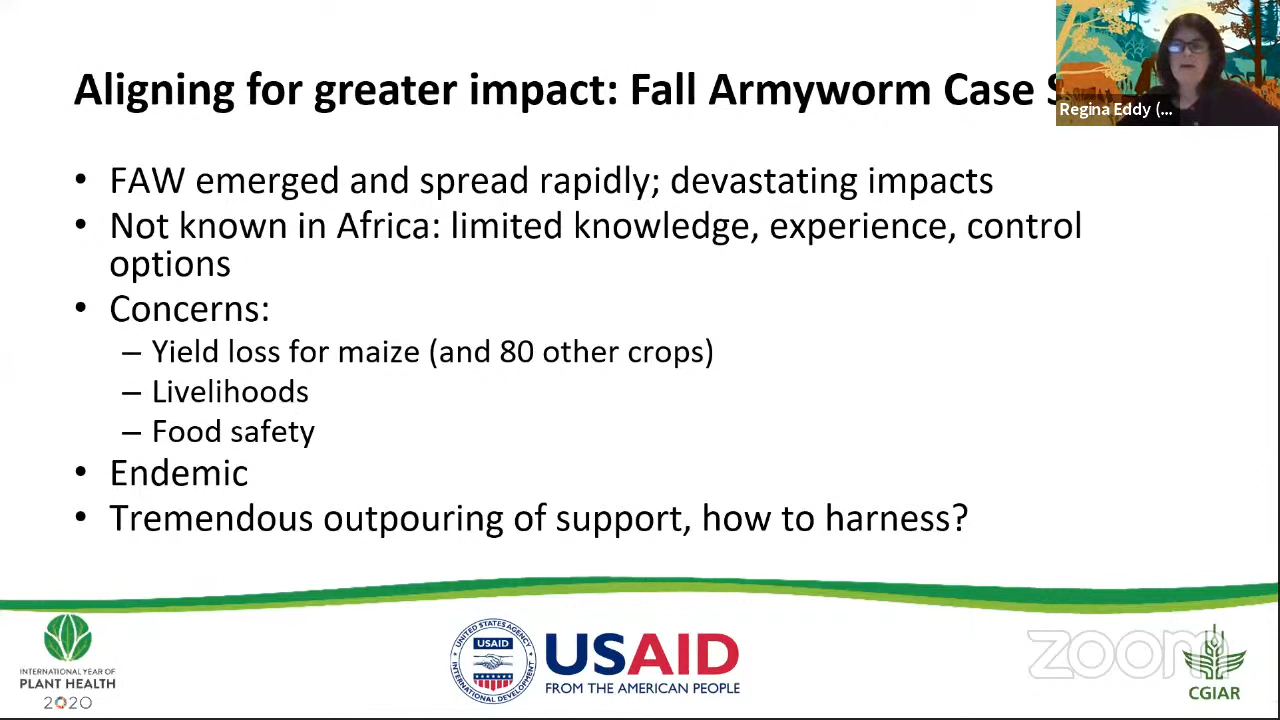 Aligning for greater impact: Fall Armyworm Case
Regina Eddy (...
• FAW emerged and spread rapidly; devastating impacts
• Not known in Africa: limited knowledge, experience, control
options
• Concerns:
– Yield loss for maize (and 80 other crops)
– Livelihoods
– Food safety
• Endemic
• Tremendous outpouring of support, how to harness?
INTERNATIONAL YEAR OF
PLANT HEALTH
2020
UNITED STATES AGENCY
USAID
INTERNATIONAL DEVELOPMENT
USAID
FROM THE AMERICAN PEOPLE
zoom
CGIAR